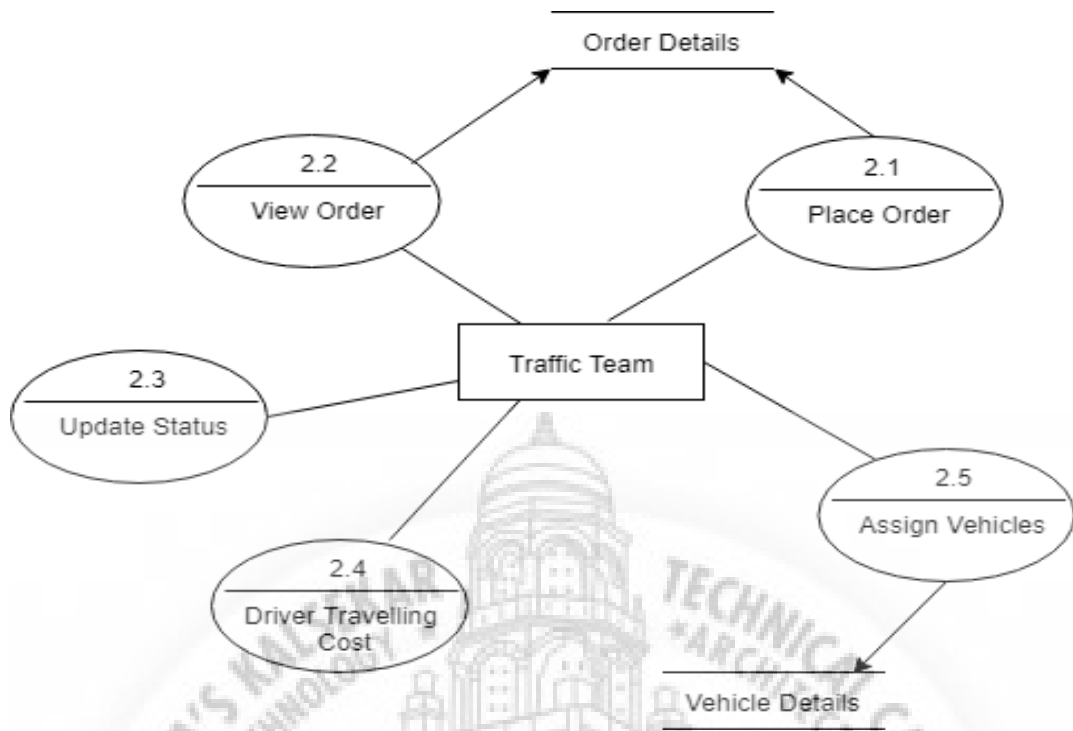 Order Details
2.2
View Order
2.1
Place Order
Traffic Team
2.3
Update Status
2.5
Assign Vehicles
2.4
Driver Travelling
Cost
Vehicle Details
KALSEKAR
TECHNICAL